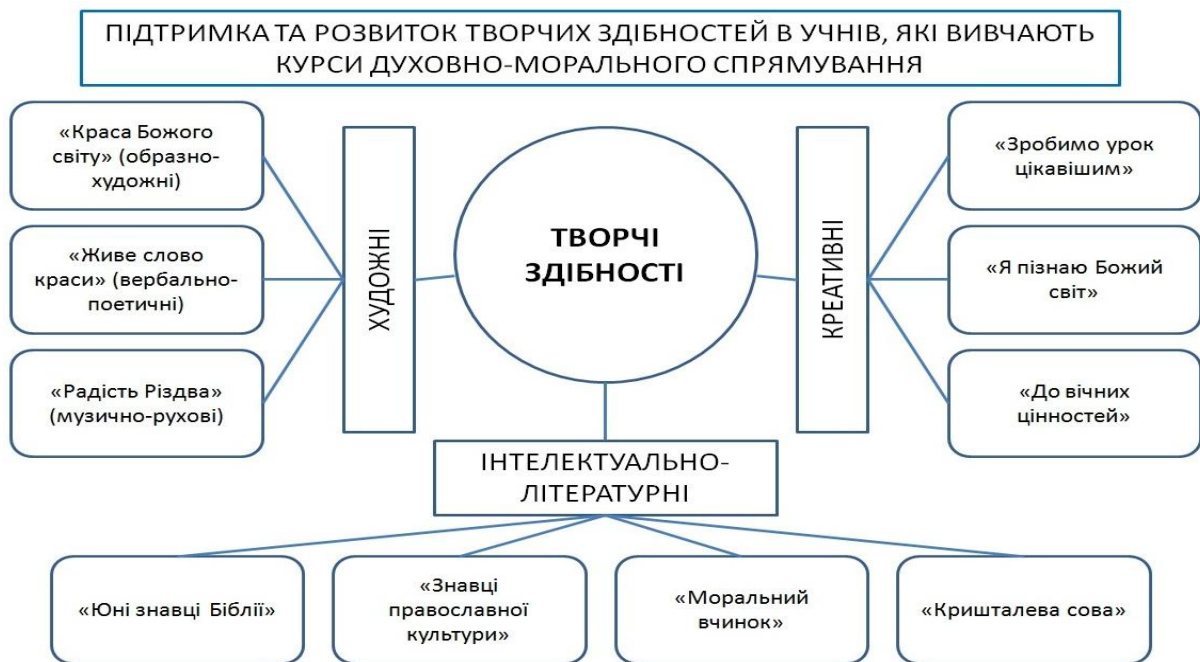 ПІДТРИМКА ТА РОЗВИТОК ТВОРЧИХ ЗДІБНОСТЕЙ В УЧНІВ, ЯКІ ВИВЧАЮТЬ
КУРСИ ДУХОВНО-МОРАЛЬНОГО СПРЯМУВАННЯ
«Краса Божого
світу» (образно-
художні)
«Живе слово
краси» (вербально-
поетичні)
«Радість Різдва»
(музично-рухові)
ХУДОЖНІ
ТВОРЧІ
ЗДІБНОСТІ
КРЕАТИВНІ
«Зробимо урок
цікавішим»
«Я пізнаю Божий
світ»
«До вічних
цінностей»
ІНТЕЛЕКТУАЛЬНО-
ЛІТЕРАТУРНІ
«Юні знавці Біблії»
«Знавці
православної
культури»
«Моральний
вчинок»
«Кришталева сова»